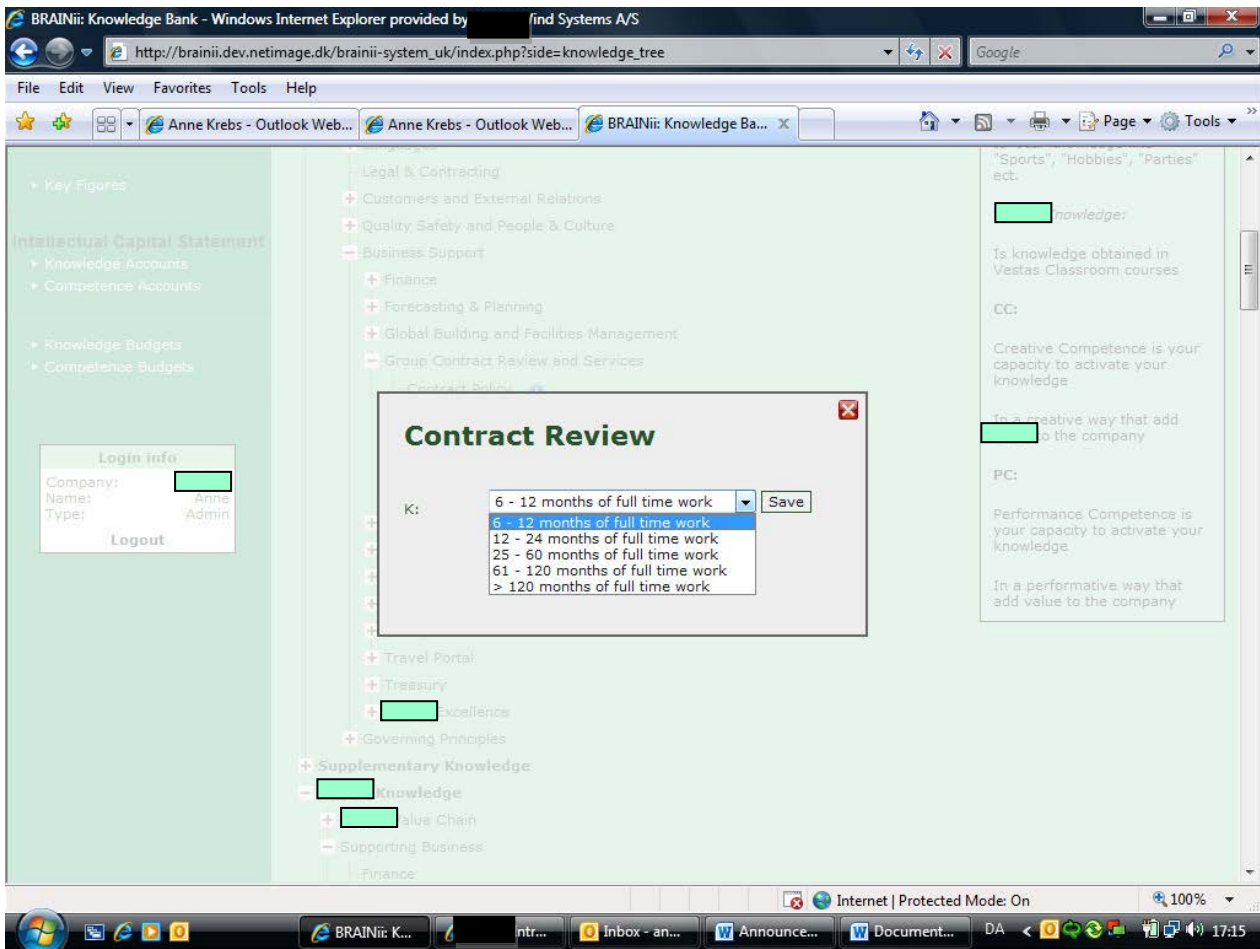 BRAINii: Knowledge Bank - Windows Internet Explorer provided by Wind Systems A/S
http://brainii.dev.netimage.dk/brainii-system_uk/index.php?side=knowledge_tree
Google
File Edit View Favorites Tools Help
Anne Krebs - Outlook Web...
Anne Krebs - Outlook Web...
BRAINii: Knowledge Ba...
Page
Tools
Key Figures
Intellectual Capital Statement
Knowledge Accounts
Competence Accounts
Knowledge Budgets
Competence Budgets
Login info
Company:
Name: Anne
Type: Admin
Logout
Languages
Legal & Contracting
Customers and External Relations
Quality Safety and People & Culture
Business Support
Finance
Forecasting & Planning
Global Building and Facilities Management
Group Contract Review and Services
Contract Policy
Contract Review
K:
6 - 12 months of full time work
Save
6 - 12 months of full time work
12 - 24 months of full time work
25 - 60 months of full time work
61 - 120 months of full time work
> 120 months of full time work
Travel Portal
Treasury
Excellence
Governing Principles
Supplementary Knowledge
Knowledge
Value Chain
Supporting Business
Finance
"Sports", "Hobbies", "Parties"
ect.
Knowledge:
Is knowledge obtained in
Vestas Classroom courses
CC:
Creative Competence is your
capacity to activate your
knowledge
In a creative way that add
to the company
PC:
Performance Competence is
your capacity to activate your
knowledge
In a performative way that
add value to the company
Internet | Protected Mode: On
100%
BRAINii: K...
ntr...
Inbox - an...
Announce...
Document...
DA
17:15